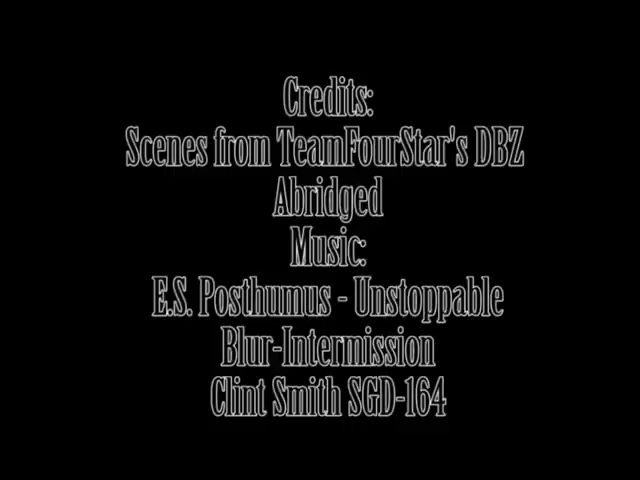 Credits:
Scenes from TeamFourStar's DBZ
Abridged
Music:
E.S. Posthumus - Unstoppable
Blur-Intermission
Clint Smith SGD-164